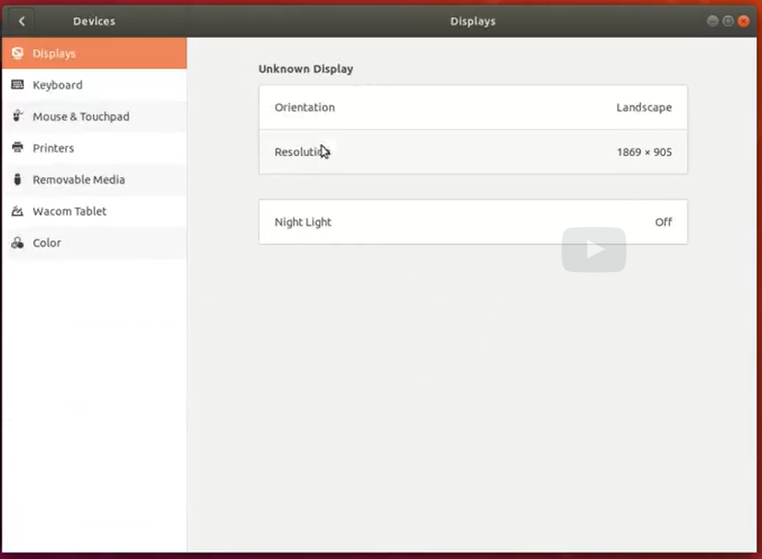 Devices
Displays
Displays
Keyboard
Mouse & Touchpad
Printers
Removable Media
Wacom Tablet
Color
Unknown Display
Orientation Landscape
Resolution 1869 × 905
Night Light Off